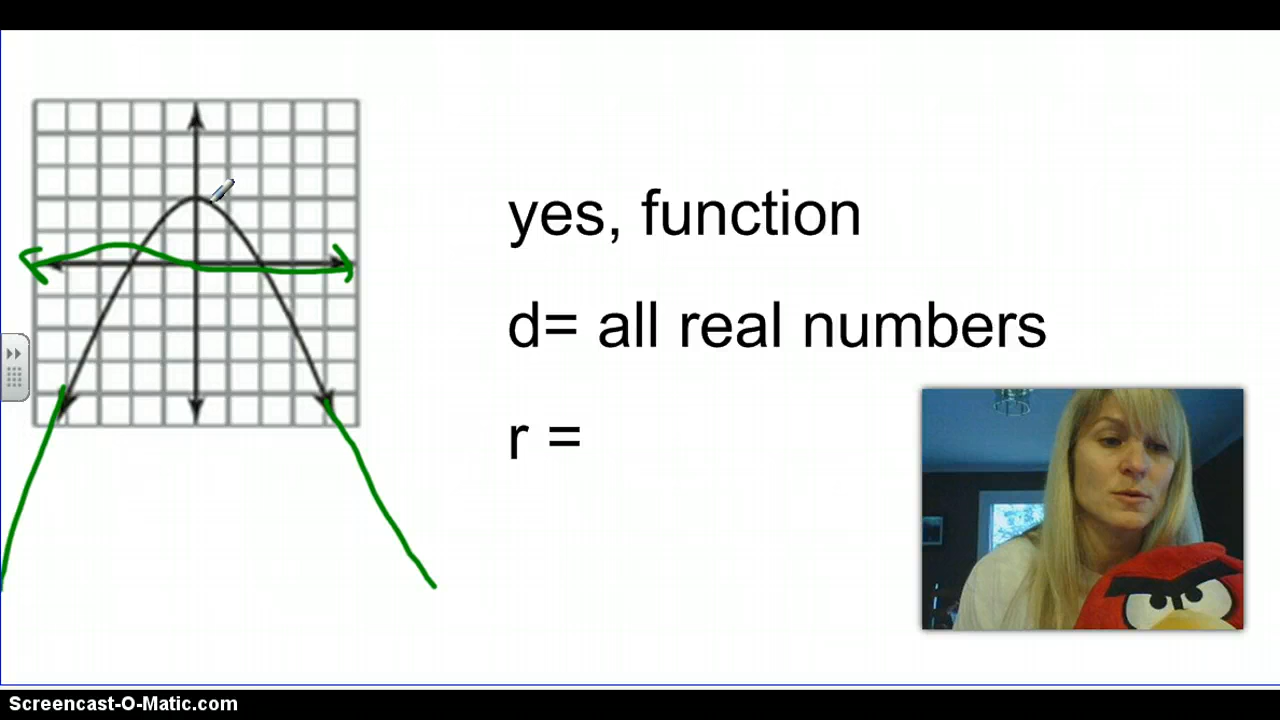 yes, function
d= all real numbers
r =
Screencast-O-Matic.com